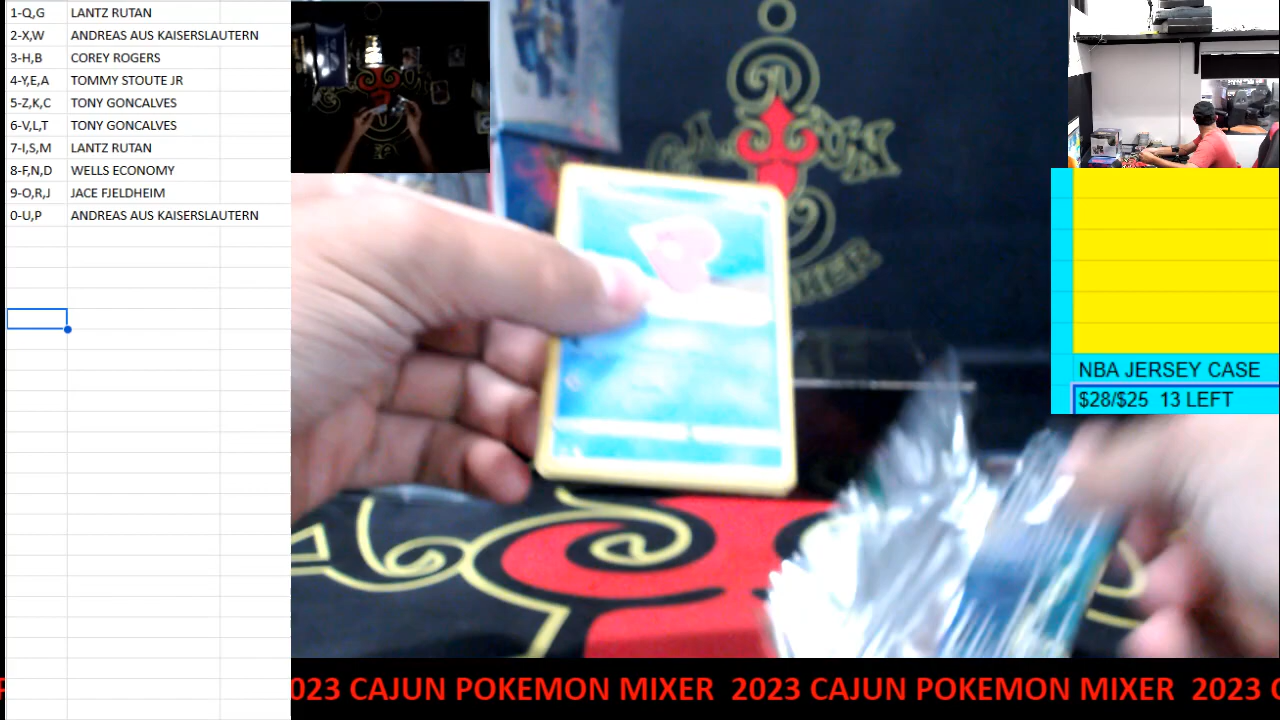 1-Q,G LANTZ RUTAN
2-X,W ANDREAS AUS KAISERSLAUTERN
3-H,B COREY ROGERS
4-Y,E,A TOMMY STOUTE JR
5-Z,K,C TONY GONCALVES
6-V,L,T TONY GONCALVES
7-I,S,M LANTZ RUTAN
8-F,N,D WELLS ECONOMY
9-O,R,J JACE FJELDHEIM
0-U,P ANDREAS AUS KAISERSLAUTERN
NBA JERSEY CASE
$28/$25 13 LEFT
023 CAJUN POKEMON MIXER 2023 CAJUN POKEMON MIXER 2023